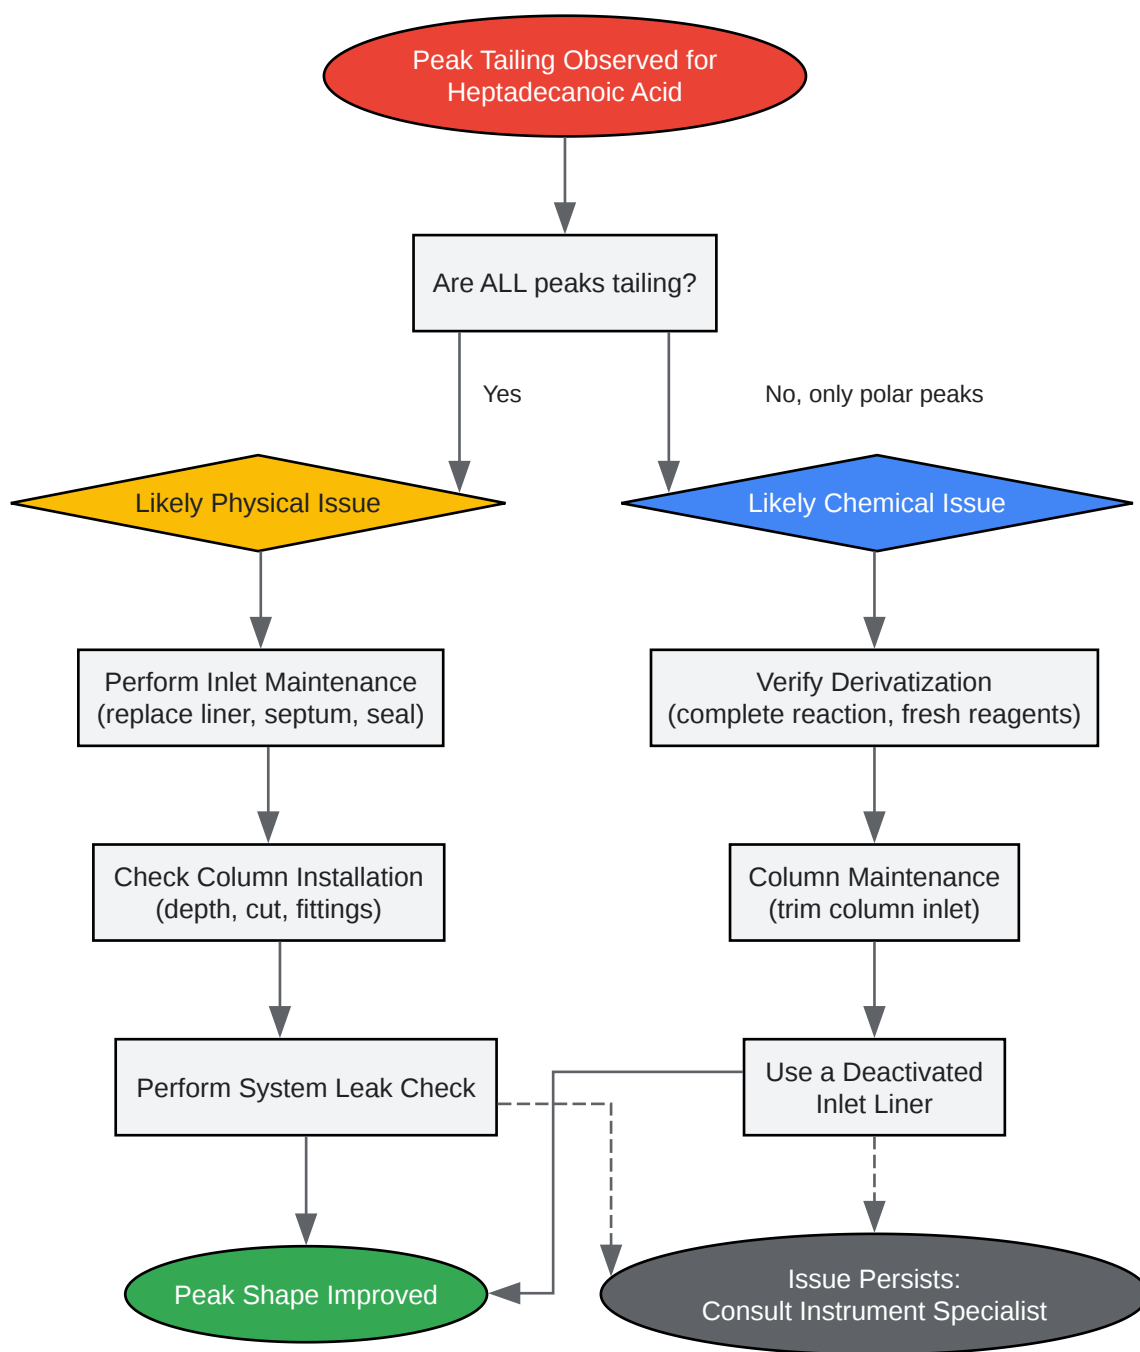 Peak Tailing Observed for
Heptadecanoic Acid
Are ALL peaks tailing?
Yes
No, only polar peaks
Likely Physical Issue
Likely Chemical Issue
Perform Inlet Maintenance
(replace liner, septum, seal)
Verify Derivatization
(complete reaction, fresh reagents)
Check Column Installation
(depth, cut, fittings)
Column Maintenance
(trim column inlet)
Perform System Leak Check
Use a Deactivated
Inlet Liner
Peak Shape Improved
Issue Persists:
Consult Instrument Specialist